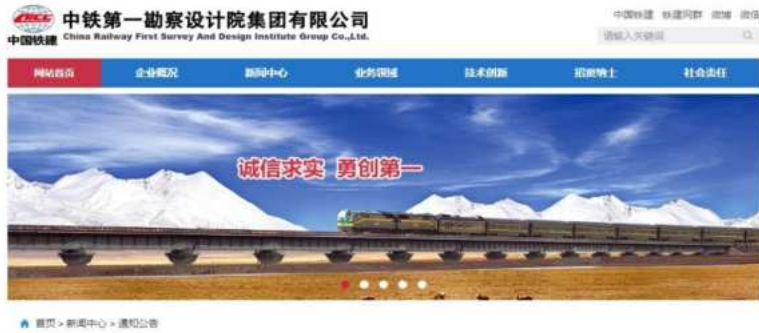 中铁第一勘察设计院集团有限公司
China Railway First Survey And Design Institute Group Co.,Ltd.
CRCC
中国铁建
中国铁建 铁建网群 微博 微信
请输入关键词
网站首页 企业概况 新闻中心 业务领域 技术创新 招贤纳士 社会责任
诚信求实 勇创第一
首页 > 新闻中心 > 通知公告